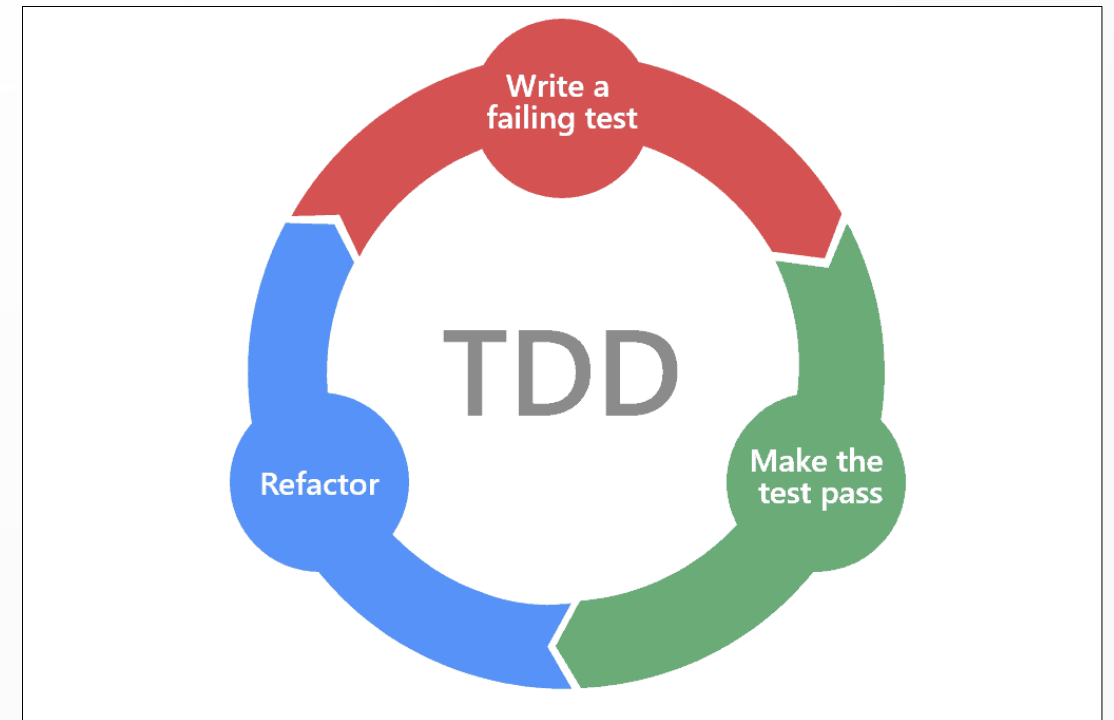 Write a
failing test
TDD
Make the
test pass
Refactor